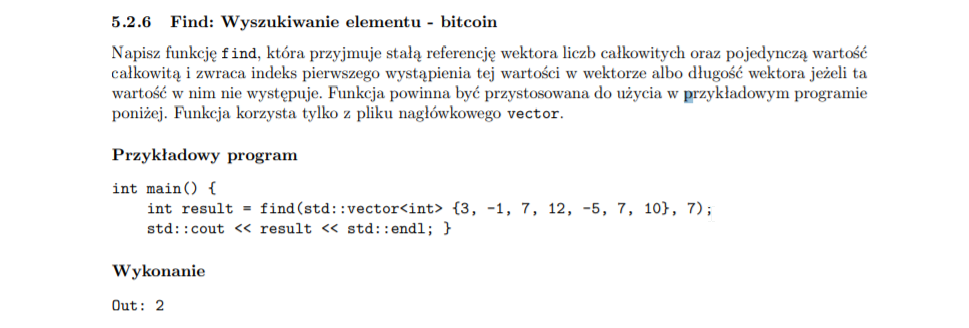 5.2.6 Find: Wyszukiwanie elementu - bitcoin
Napisz funkcję find, która przyjmuje stałą referencję wektora liczb całkowitych oraz pojedynczą wartość
całkowitą i zwraca indeks pierwszego wystąpienia tej wartości w wektorze albo długość wektora jeżeli ta
wartość w nim nie występuje. Funkcja powinna być przystosowana do użycia w przykładowym programie
poniżej. Funkcja korzysta tylko z pliku nagłówkowego vector.
Przykładowy program
int main() {
    int result = find(std::vector<int> {3, -1, 7, 12, -5, 7, 10}, 7);
    std::cout << result << std::endl; }
Wykonanie
Out: 2